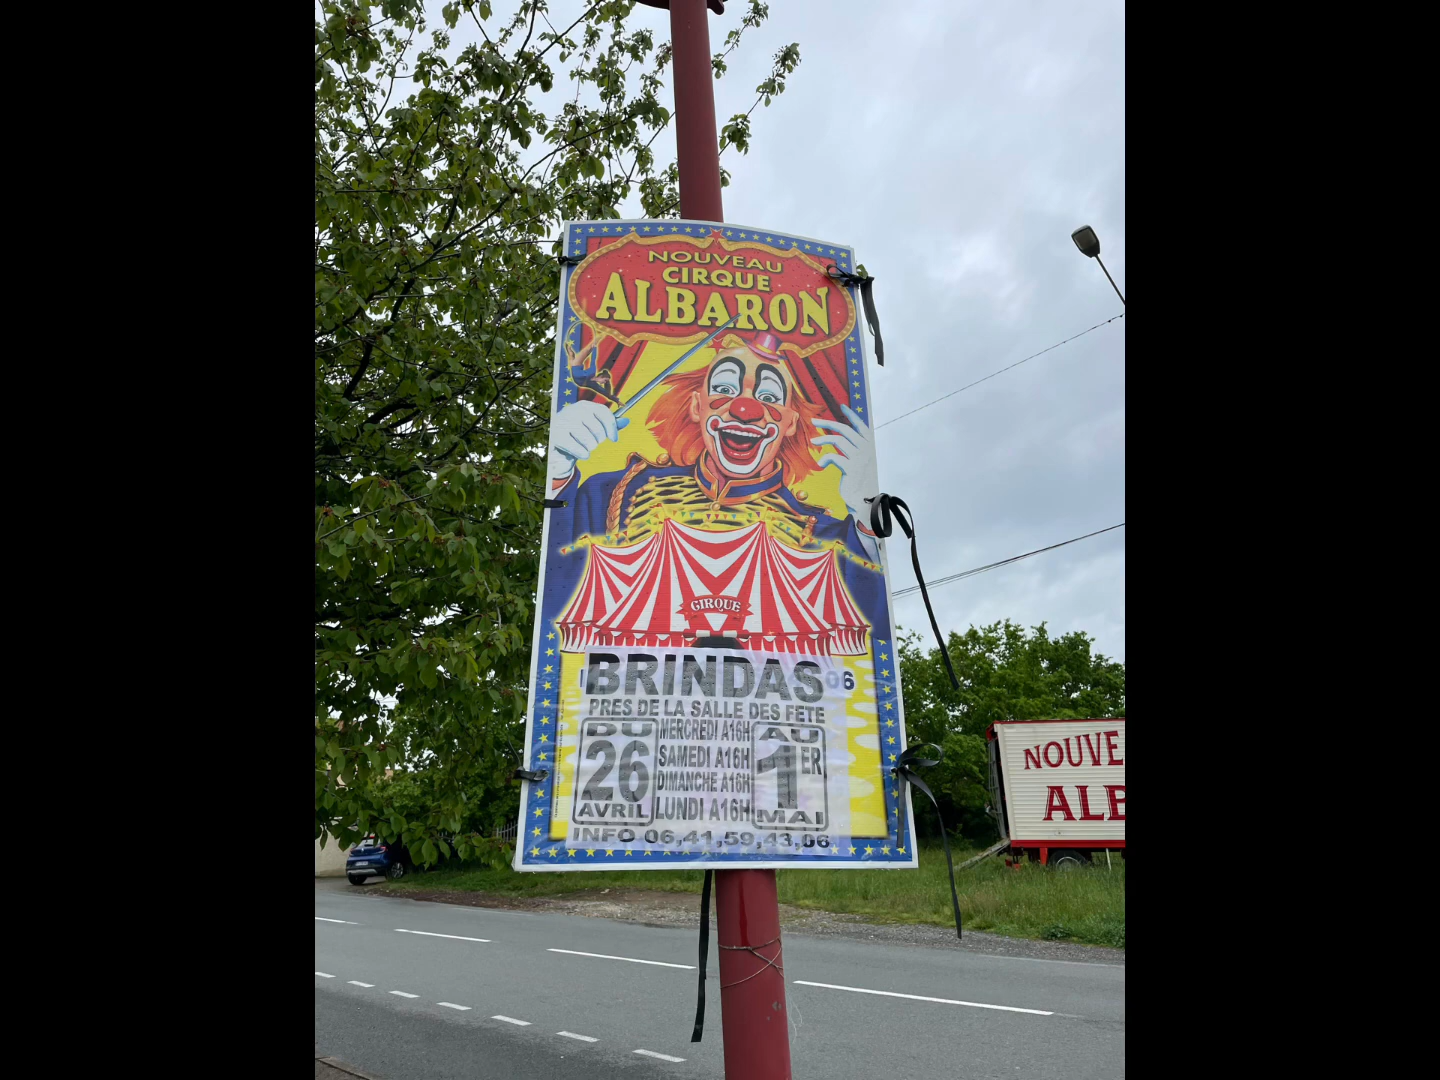 NOUVEAU
CIRQUE
ALBARON
CIRQUE
BRINDAS
06
PRES DE LA SALLE DES FETE
DU
26
AVRIL
MERCREDI A16H
SAMEDI A16H
DIMANCHE A16H
LUNDI A16H
AU
1ER
MAI
INFO 06,41,59,43,06
NOUVE
ALB